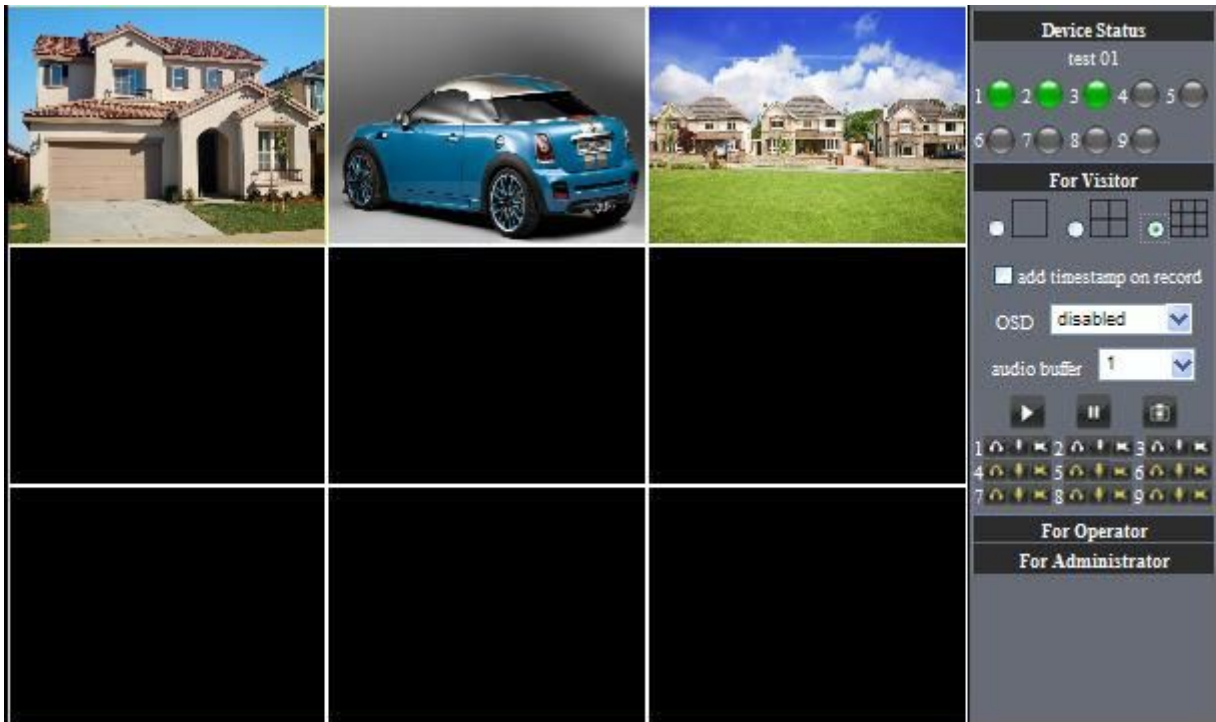 Device Status
test 01
1 2 3 4 5
6 7 8 9
For Visitor
add timestamp on record
OSD disabled
audio buffer 1
1 2 3
4 5 6
7 8 9
For Operator
For Administrator